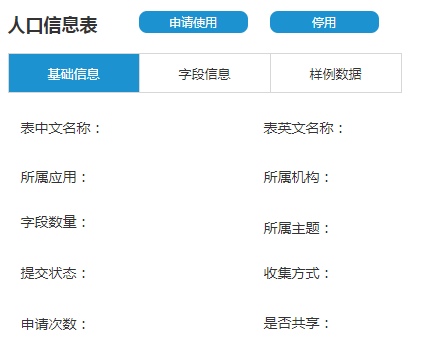 人口信息表 申请使用 停用
基础信息 字段信息 样例数据
表中文名称： 表英文名称：
所属应用： 所属机构：
字段数量： 所属主题：
提交状态： 收集方式：
申请次数： 是否共享：